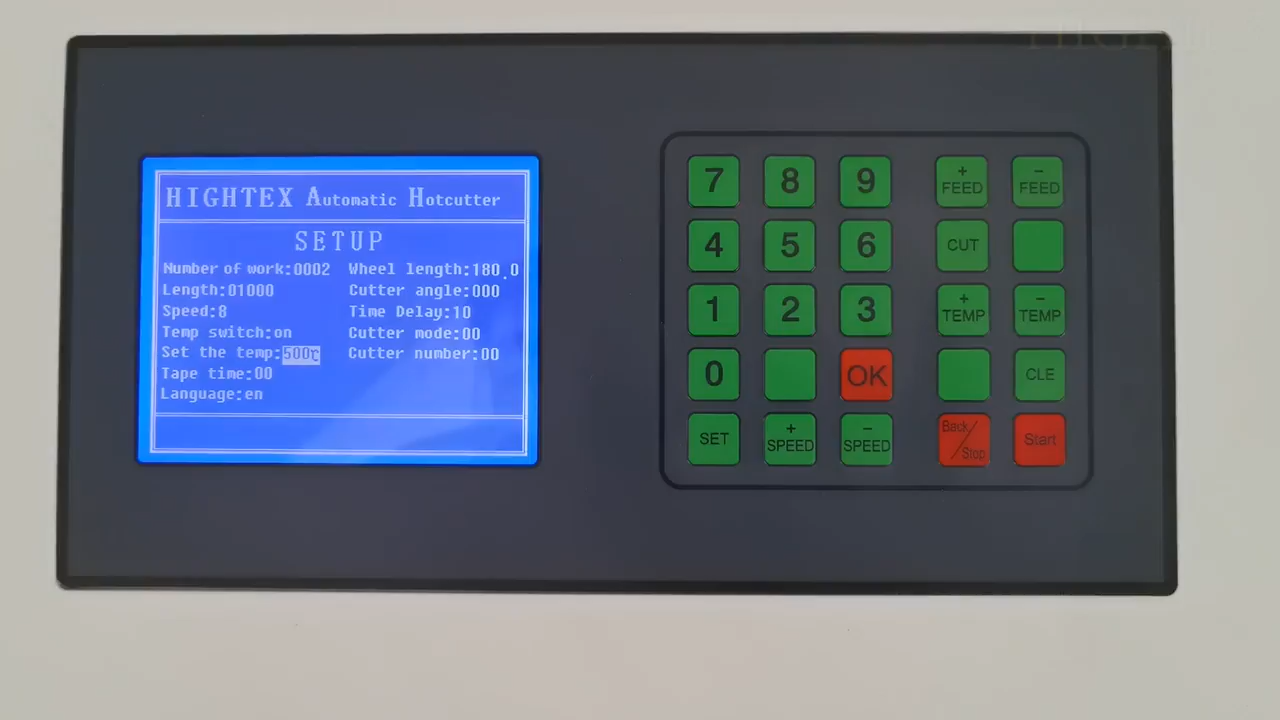 HIGHTEX Automatic Hotcutter
SETUP
Number of work:0002 Wheel length:180.0
Length:01000 Cutter angle:000
Speed:8 Time Delay:10
Temp switch:on Cutter mode:00
Set the temp:500℃ Cutter number:00
Tape time:00
Language:en
7 8 9 + FEED - FEED
4 5 6 CUT
1 2 3 + TEMP - TEMP
0 OK CLE
SET + SPEED - SPEED Back/Stop Start